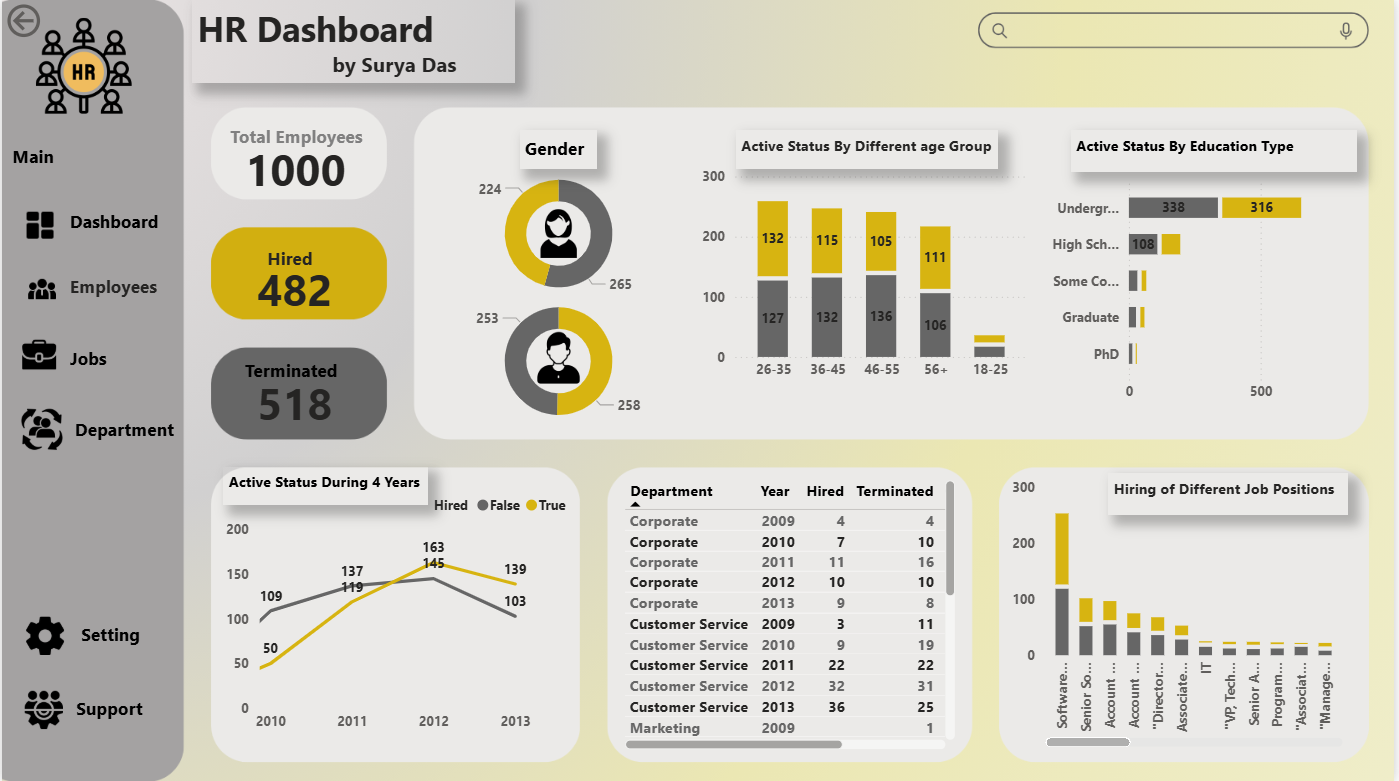 HR
HR Dashboard
by Surya Das
Main
Dashboard
Employees
Jobs
Department
Setting
Support
Total Employees
1000
Hired
482
Terminated
518
Gender
224
265
253
258
Active Status By Different age Group
300
200
100
0
132 115 105 111
127 132 136 106
26-35 36-45 46-55 56+ 18-25
Active Status By Education Type
Undergr... 338 316
High Sch... 108
Some Co...
Graduate
PhD
0 500
Active Status During 4 Years
Hired False True
200
150
100
50
0
109 137 163 139
50 119 145 103
2010 2011 2012 2013
Department Year Hired Terminated
Corporate 2009 4 4
Corporate 2010 7 10
Corporate 2011 11 16
Corporate 2012 10 10
Corporate 2013 9 8
Customer Service 2009 3 11
Customer Service 2010 9 19
Customer Service 2011 22 22
Customer Service 2012 32 31
Customer Service 2013 36 25
Marketing 2009 1
Hiring of Different Job Positions
300
200
100
0
Software...
Senior So...
Account ...
Account ...
"Director...
Associate...
IT
"VP, Tech...
Senior A...
Program...
"Associat...
"Manage...